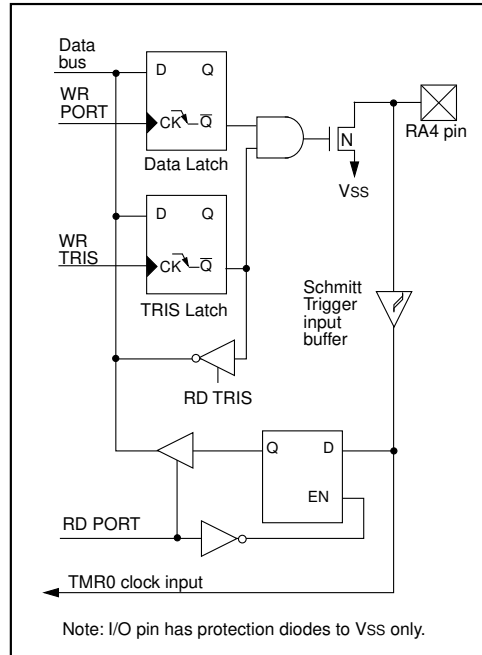 Data
bus
D Q
WR
PORT
CK Q̅
N
RA4 pin
Data Latch
VSS
D Q
WR
TRIS
CK Q̅
TRIS Latch
Schmitt
Trigger
input
buffer
RD TRIS
Q D
EN
RD PORT
TMR0 clock input
Note: I/O pin has protection diodes to VSS only.